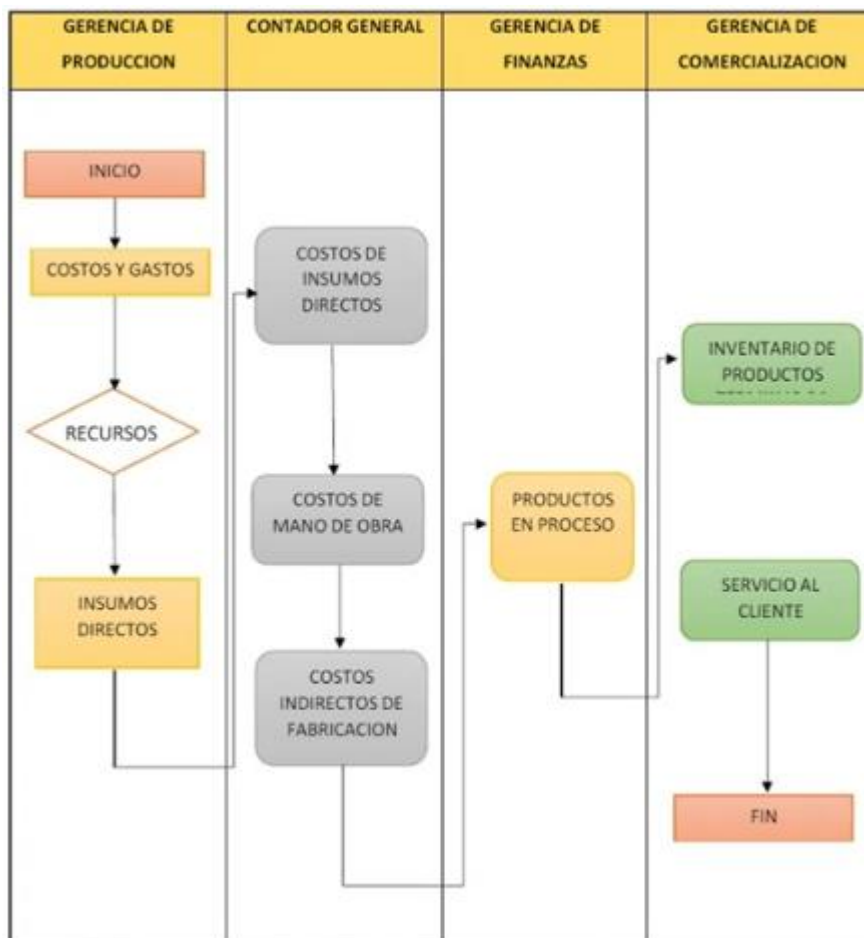 GERENCIA DE
PRODUCCION
CONTADOR GENERAL
GERENCIA DE
FINANZAS
GERENCIA DE
COMERCIALIZACION
INICIO
COSTOS Y GASTOS
RECURSOS
INSUMOS
DIRECTOS
COSTOS DE
INSUMOS
DIRECTOS
COSTOS DE
MANO DE OBRA
COSTOS
INDIRECTOS DE
FABRICACION
PRODUCTOS
EN PROCESO
INVENTARIO DE
PRODUCTOS
SERVICIO AL
CLIENTE
FIN